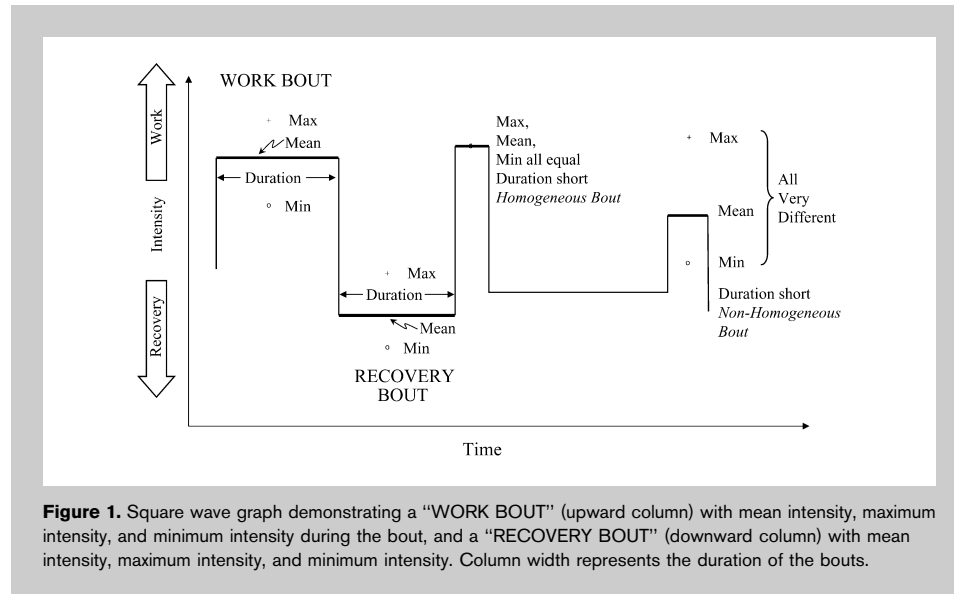 WORK BOUT
Work
Intensity
Recovery
Max
Mean
Duration
Min
Max
Duration
Mean
Min
RECOVERY
BOUT
Max,
Mean,
Min all equal
Duration short
Homogeneous Bout
Max
Mean
Min
All
Very
Different
Duration short
Non-Homogeneous
Bout
Time
Figure 1. Square wave graph demonstrating a “WORK BOUT” (upward column) with mean intensity, maximum
intensity, and minimum intensity during the bout, and a “RECOVERY BOUT” (downward column) with mean
intensity, maximum intensity, and minimum intensity. Column width represents the duration of the bouts.